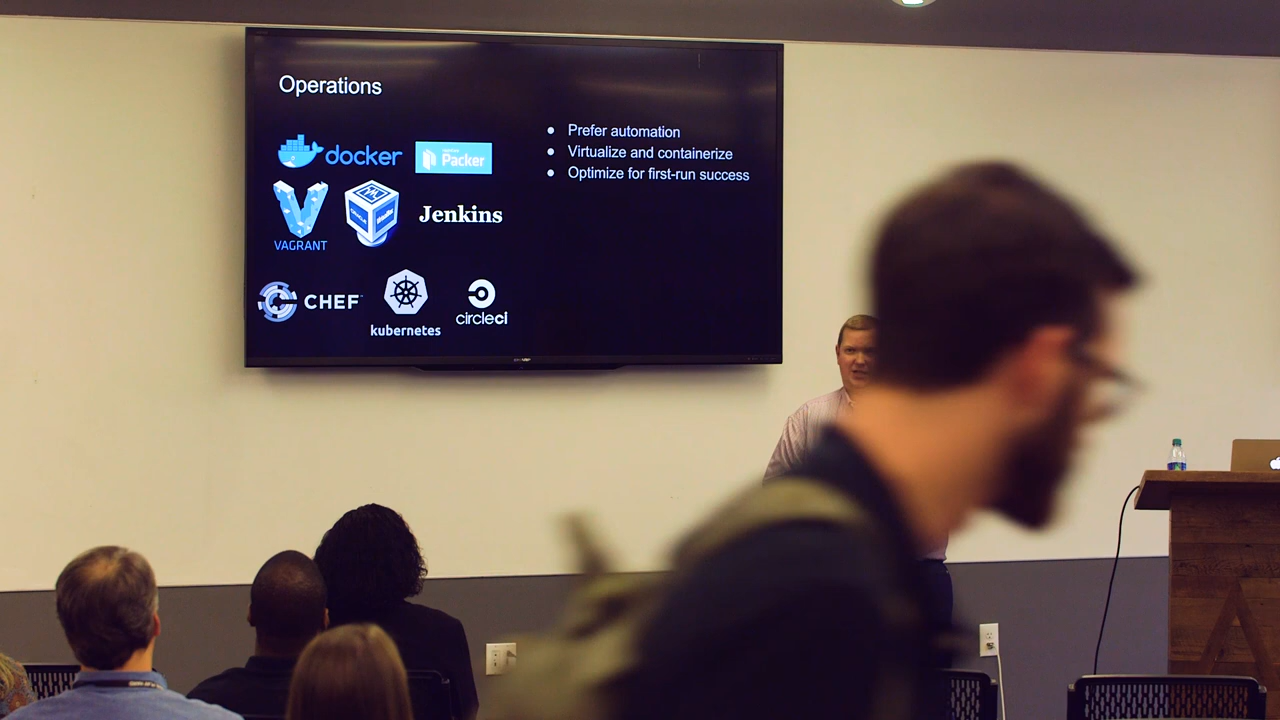 Operations
docker
Packer
VAGRANT
Jenkins
CHEF
kubernetes
circleci
● Prefer automation
● Virtualize and containerize
● Optimize for first-run success